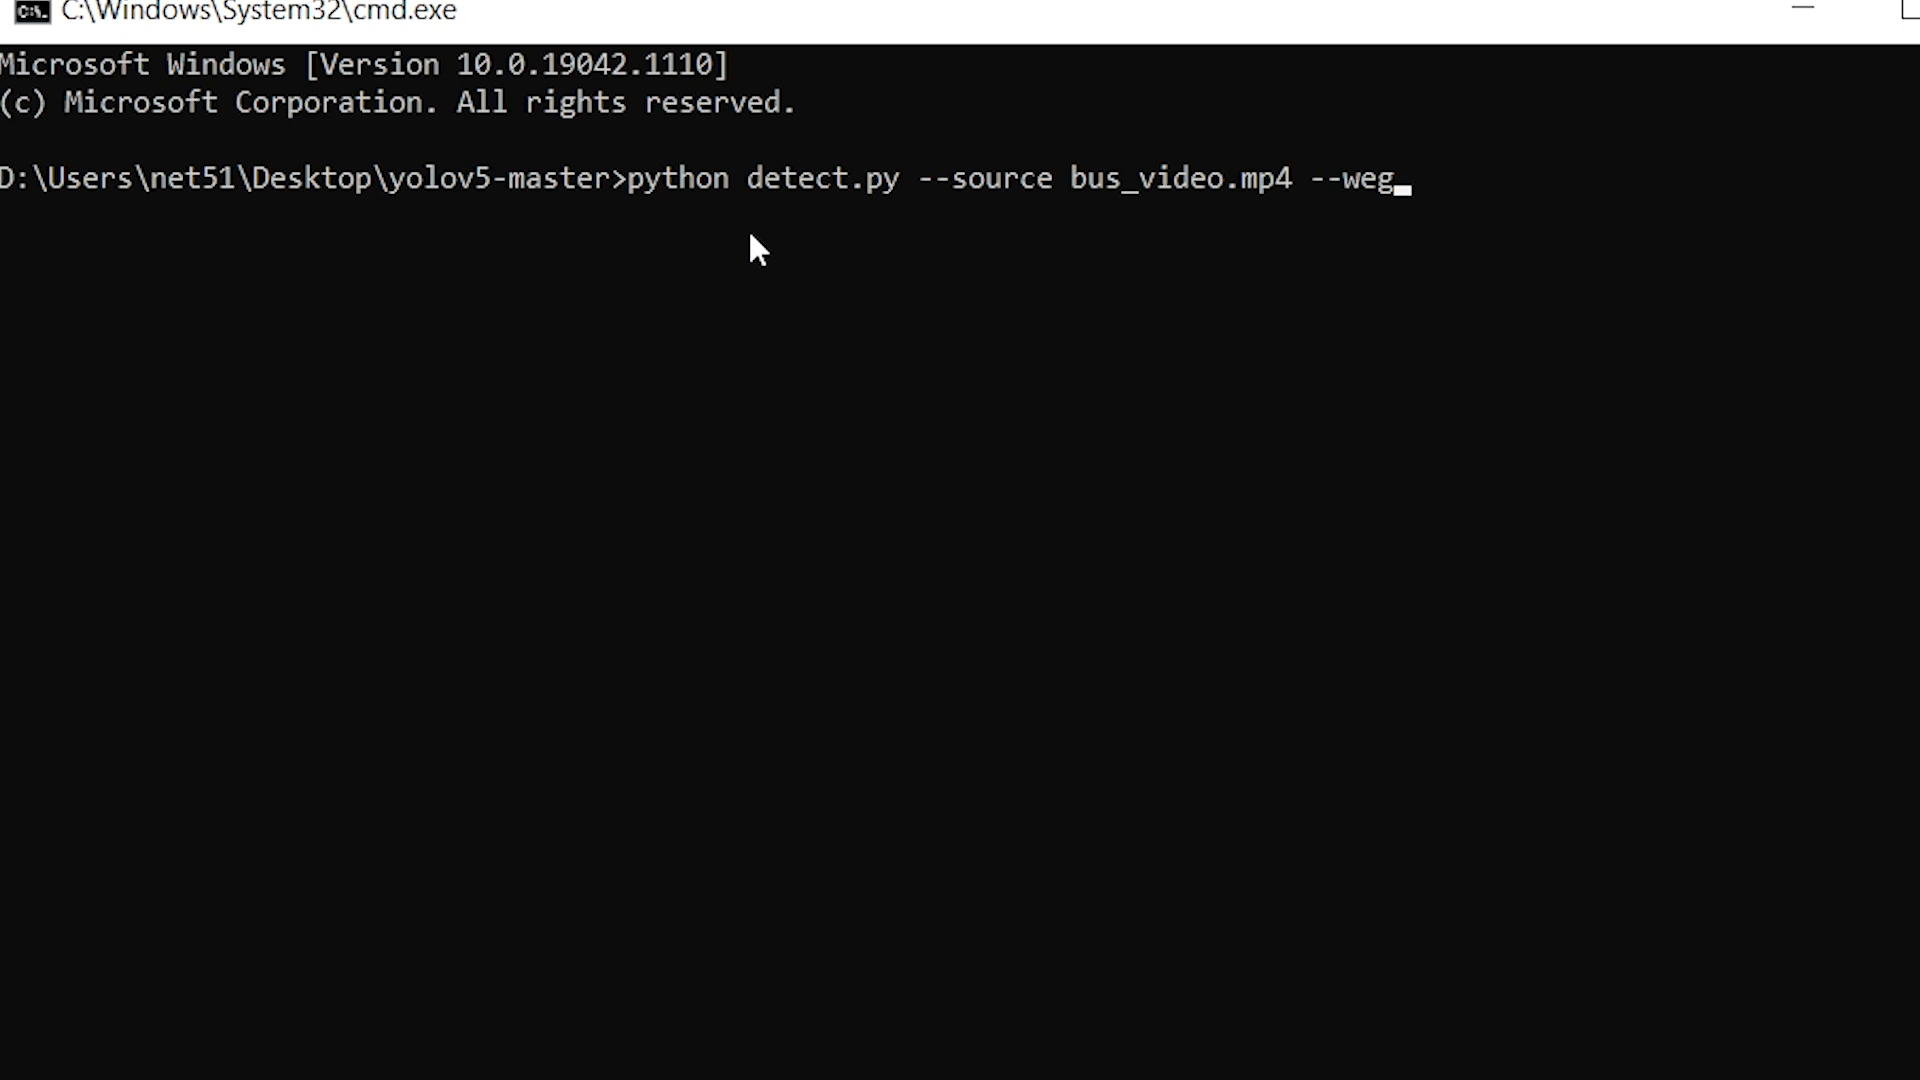 C:\Windows\System32\cmd.exe
Microsoft Windows [Version 10.0.19042.1110]
(c) Microsoft Corporation. All rights reserved.
D:\Users\net51\Desktop\yolov5-master>python detect.py --source bus_video.mp4 --weg